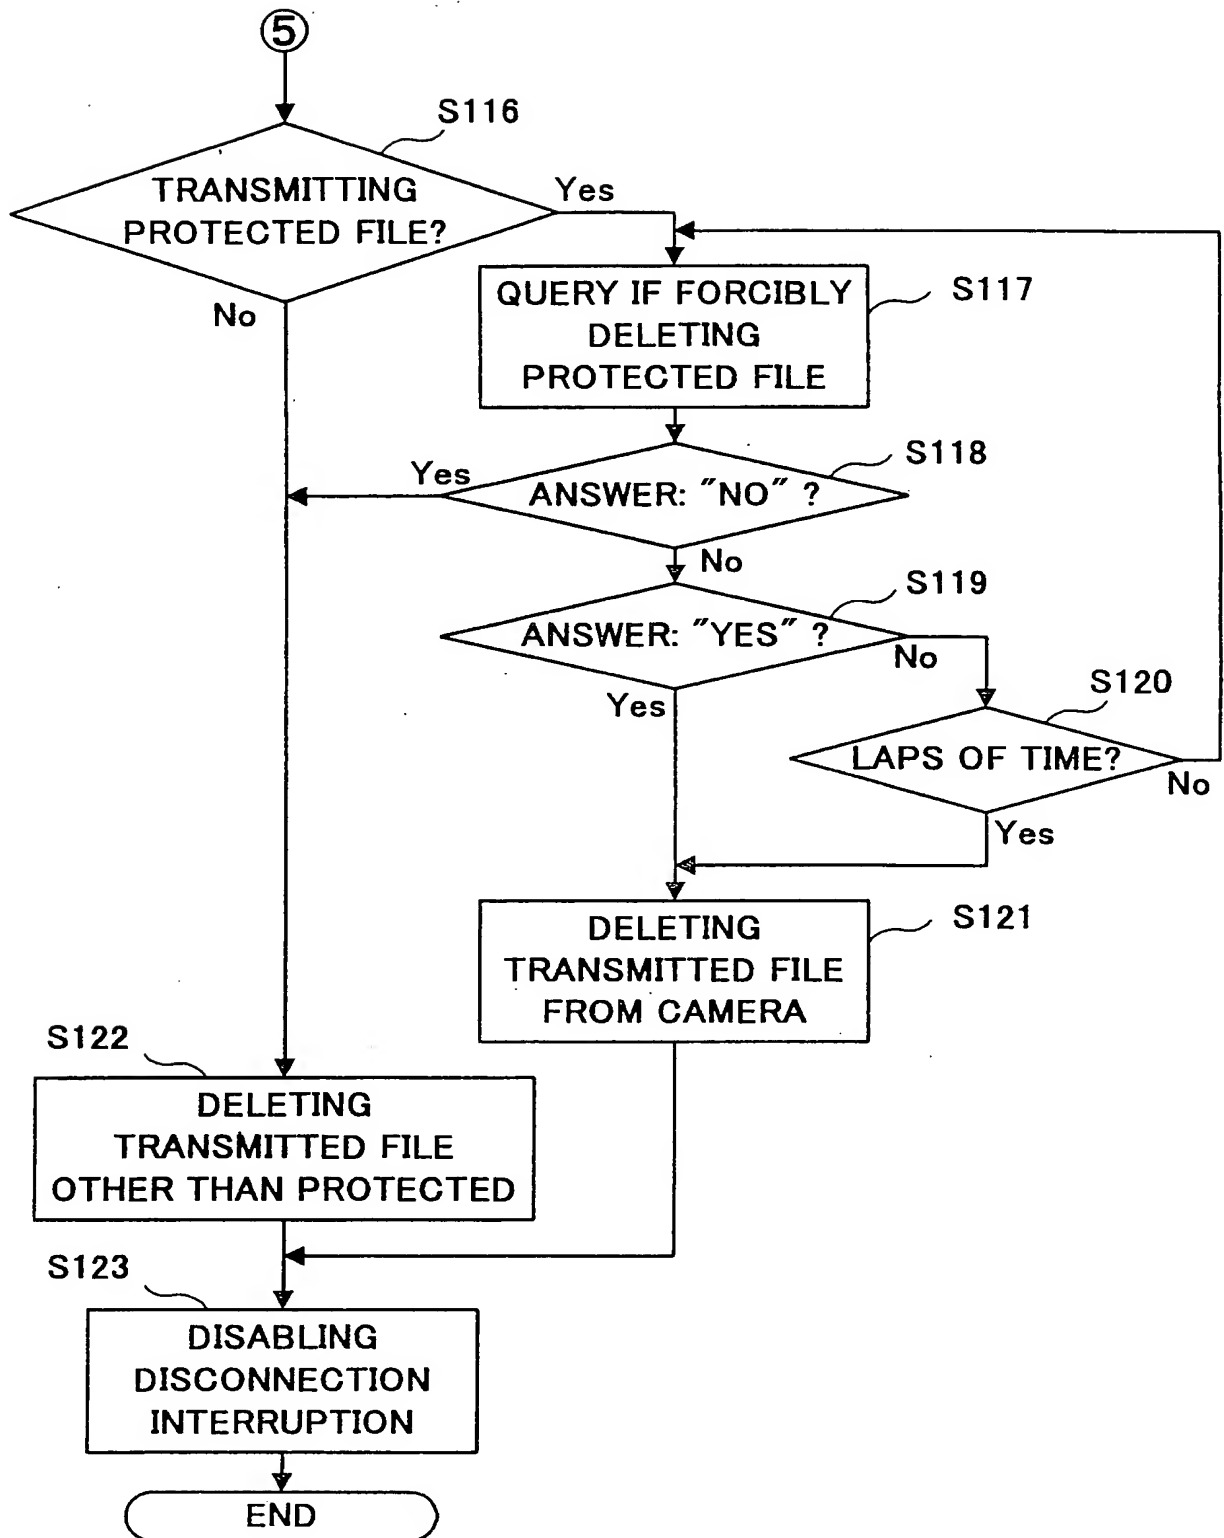 ⑤
S116
TRANSMITTING
PROTECTED FILE?
Yes
No
QUERY IF FORCIBLY
DELETING
PROTECTED FILE
S117
S118
Yes
ANSWER: "NO" ?
No
S119
ANSWER: "YES" ?
No
Yes
S120
LAPS OF TIME?
No
Yes
DELETING
TRANSMITTED FILE
FROM CAMERA
S121
S122
DELETING
TRANSMITTED FILE
OTHER THAN PROTECTED
S123
DISABLING
DISCONNECTION
INTERRUPTION
END